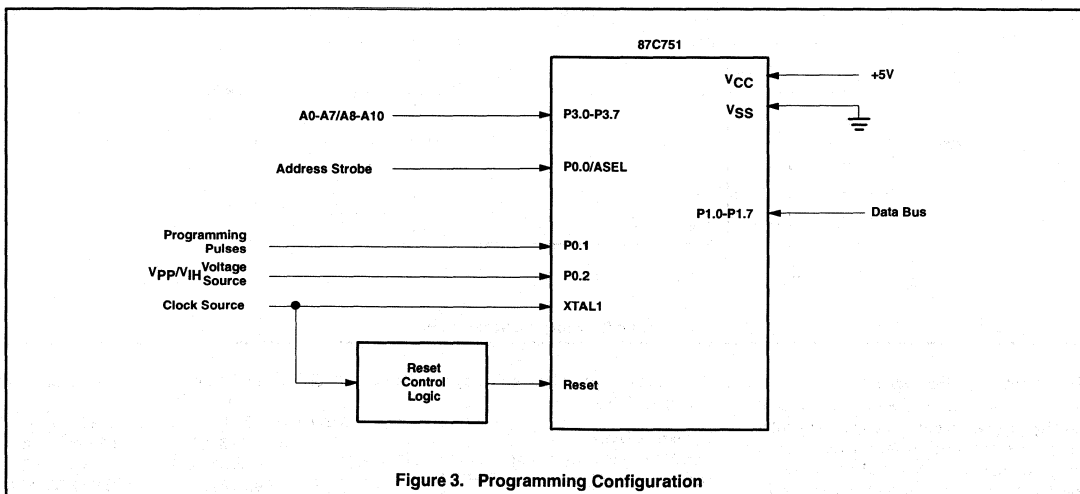 87C751
VCC
+5V
VSS
A0-A7/A8-A10
P3.0-P3.7
Address Strobe
P0.0/ASEL
P1.0-P1.7
Data Bus
Programming
Pulses
P0.1
VPP/VIH Voltage
Source
P0.2
Clock Source
XTAL1
Reset
Control
Logic
Reset
Figure 3. Programming Configuration